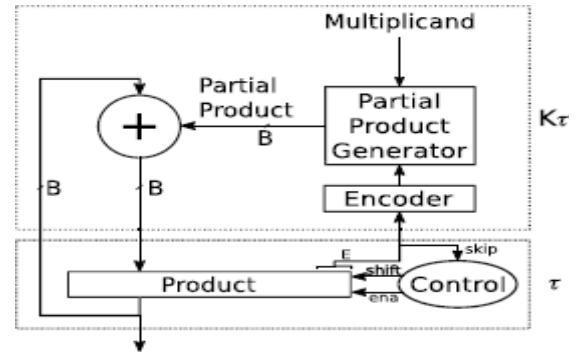 Multiplicand
Partial
Product
B
+
Partial
Product
Generator
Kτ
B
B
Encoder
E
skip
shift
Product
Control
ena
τ